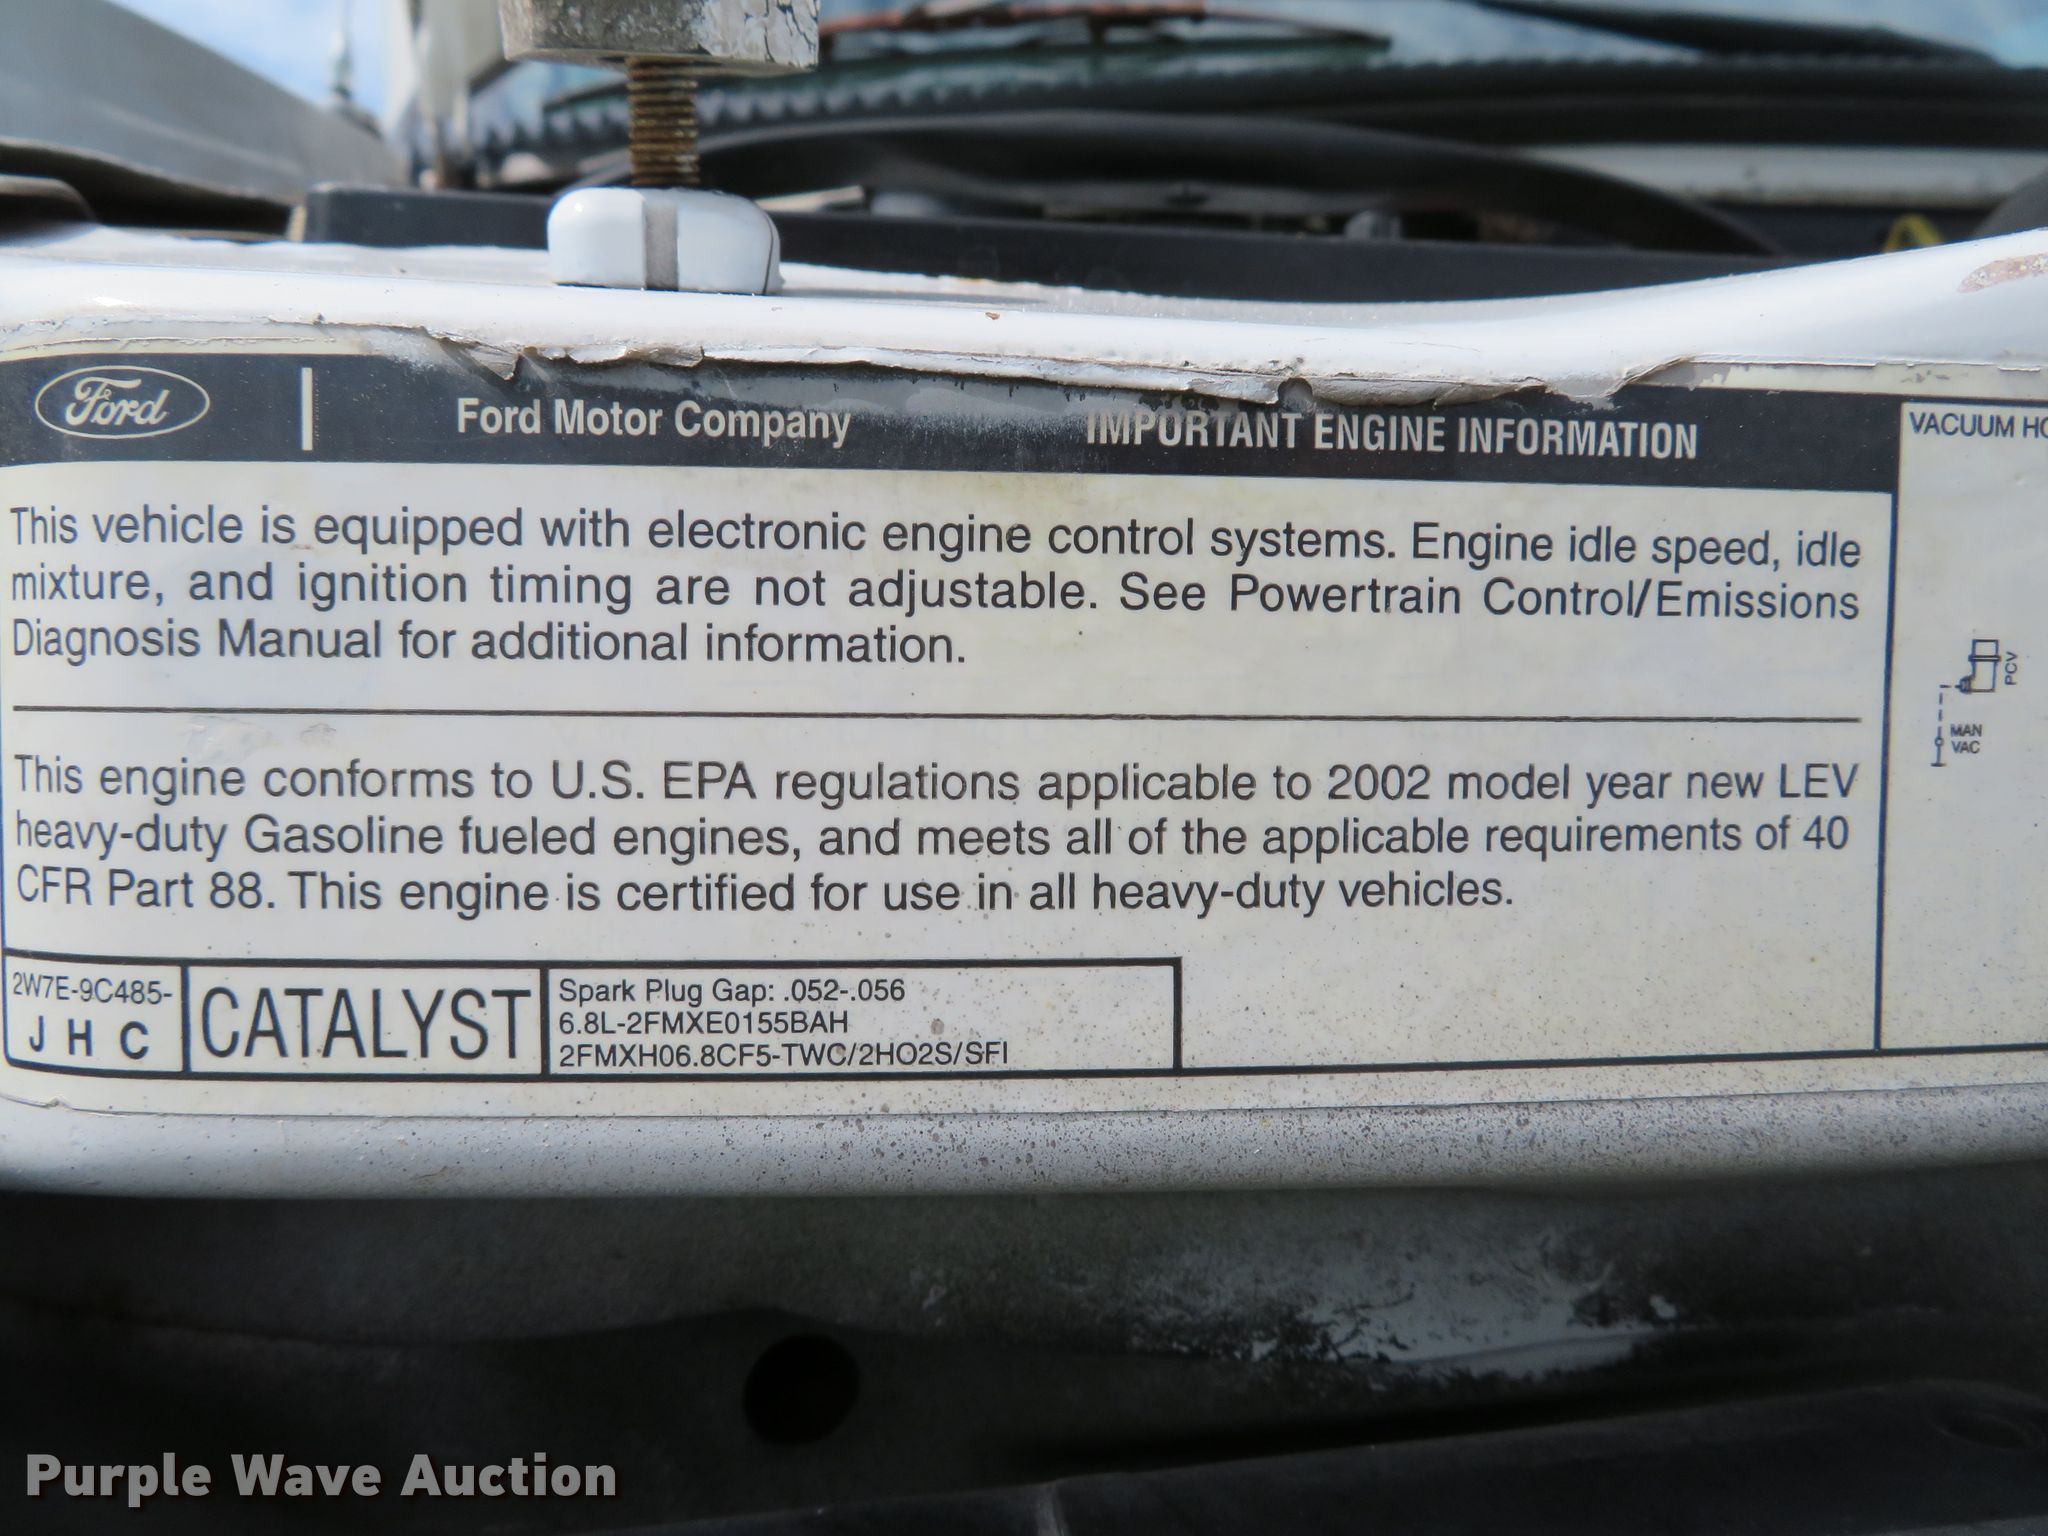 Ford
Ford Motor Company
IMPORTANT ENGINE INFORMATION
This vehicle is equipped with electronic engine control systems. Engine idle speed, idle
mixture, and ignition timing are not adjustable. See Powertrain Control/Emissions
Diagnosis Manual for additional information.
This engine conforms to U.S. EPA regulations applicable to 2002 model year new LEV
heavy-duty Gasoline fueled engines, and meets all of the applicable requirements of 40
CFR Part 88. This engine is certified for use in all heavy-duty vehicles.
2W7E-9C485-
J H C
CATALYST
Spark Plug Gap: .052-.056
6.8L-2FMXE0155BAH
2FMXH06.8CF5-TWC/2HO2S/SFI
VACUUM HO
PCV
MAN
VAC
Purple Wave Auction